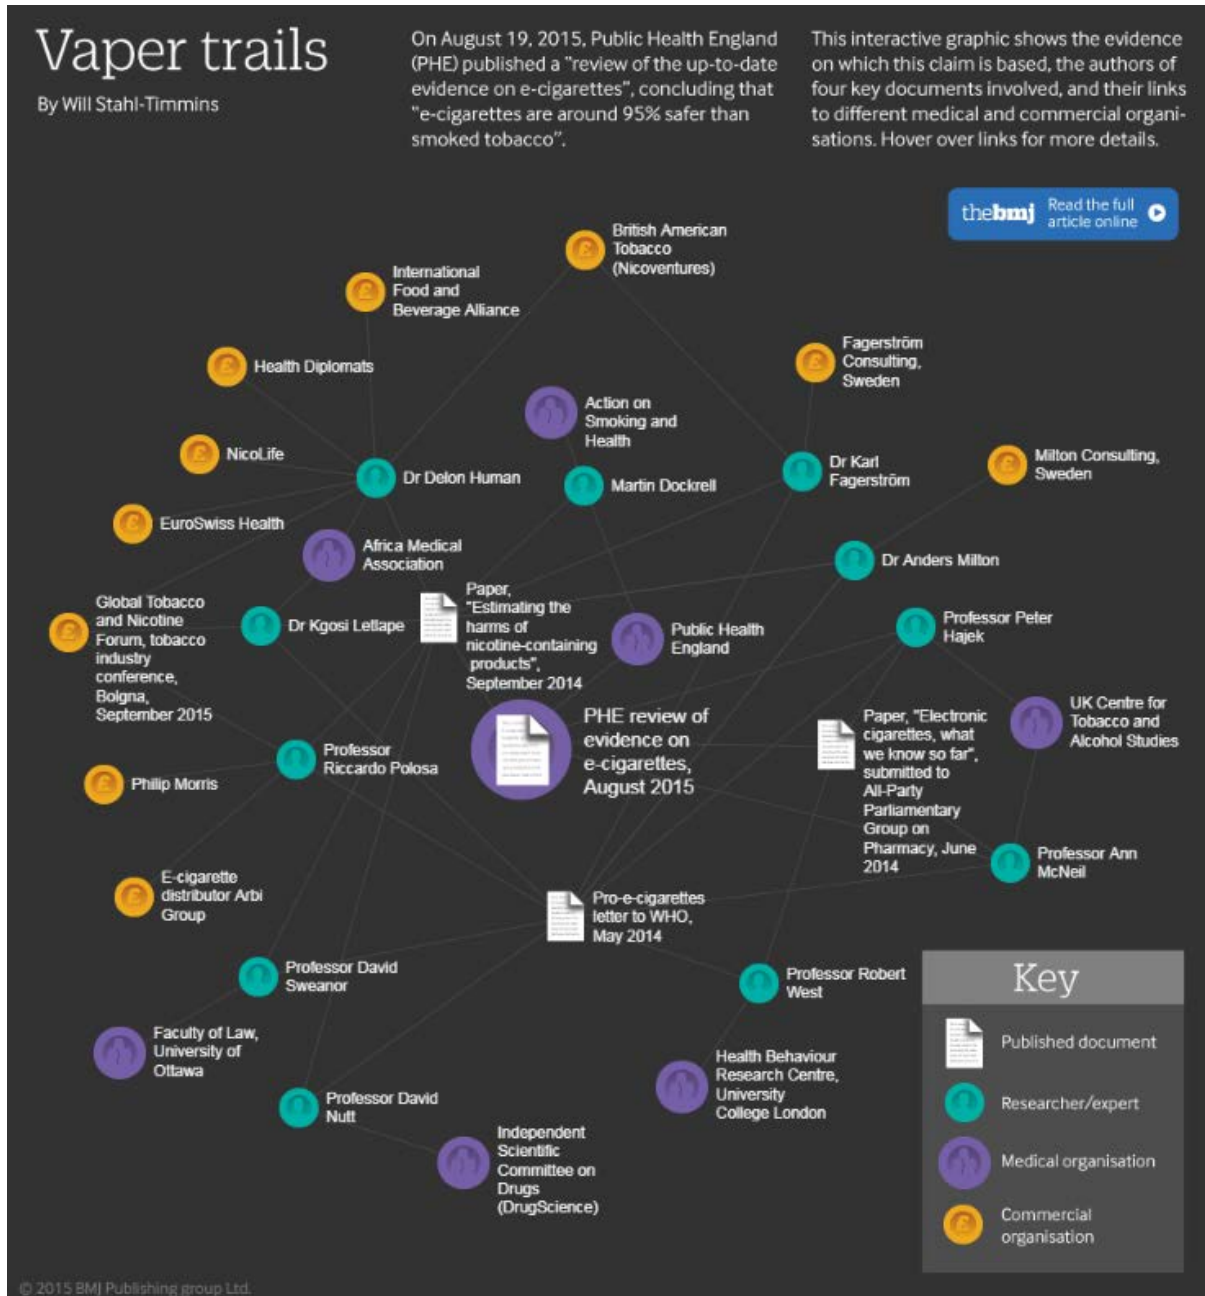 Vaper trails
By Will Stahl-Timmins
On August 19, 2015, Public Health England
(PHE) published a "review of the up-to-date
evidence on e-cigarettes", concluding that
"e-cigarettes are around 95% safer than
smoked tobacco".
This interactive graphic shows the evidence
on which this claim is based, the authors of
four key documents involved, and their links
to different medical and commercial organi-
sations. Hover over links for more details.
thebmj
Read the full
article online
British American
Tobacco
(Nicoventures)
International
Food and
Beverage Alliance
Fagerström
Consulting,
Sweden
Health Diplomats
Action on
Smoking and
Health
NicoLife
Dr Delon Human
Martin Dockrell
Dr Karl
Fagerström
Milton Consulting,
Sweden
EuroSwiss Health
Africa Medical
Association
Dr Anders Milton
Global Tobacco
and Nicotine
Forum, tobacco
industry
conference,
Bolgna,
September 2015
Dr Kgosi Letlape
Paper,
"Estimating the
harms of
nicotine-containing
products",
September 2014
Public Health
England
Professor Peter
Hajek
PHE review of
evidence on
e-cigarettes,
August 2015
Paper, "Electronic
cigarettes, what
we know so far",
submitted to
All-Party
Parliamentary
Group on
Pharmacy, June
2014
UK Centre for
Tobacco and
Alcohol Studies
Professor
Riccardo Polosa
Philip Morris
Professor Ann
McNeil
E-cigarette
distributor Arbi
Group
Pro-e-cigarettes
letter to WHO,
May 2014
Professor David
Sweanor
Professor Robert
West
Faculty of Law,
University of
Ottawa
Health Behaviour
Research Centre,
University
College London
Professor David
Nutt
Independent
Scientific
Committee on
Drugs
(DrugScience)
Key
Published document
Researcher/expert
Medical organisation
Commercial
organisation
© 2015 BMJ Publishing group Ltd.